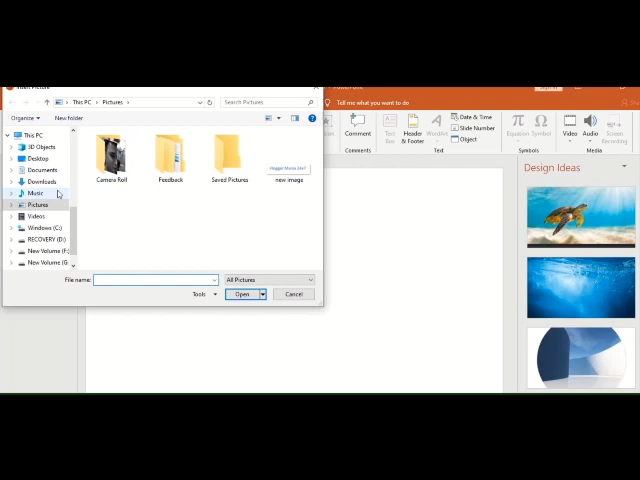 Insert Picture
This PC > Pictures >
Search Pictures
Tell me what you want to do
Organize
New folder
This PC
3D Objects
Desktop
Documents
Downloads
Music
Pictures
Videos
Windows (C:)
RECOVERY (D:)
New Volume (F:
New Volume (G:
Camera Roll
Feedback
Saved Pictures
new image
File name:
All Pictures
Tools
Open
Cancel
Comment
Comments
Text
Box
Header
& Footer
WordArt
Date & Time
Slide Number
Object
Text
Equation
Symbol
Symbols
Video
Audio
Screen
Recording
Media
Design Ideas